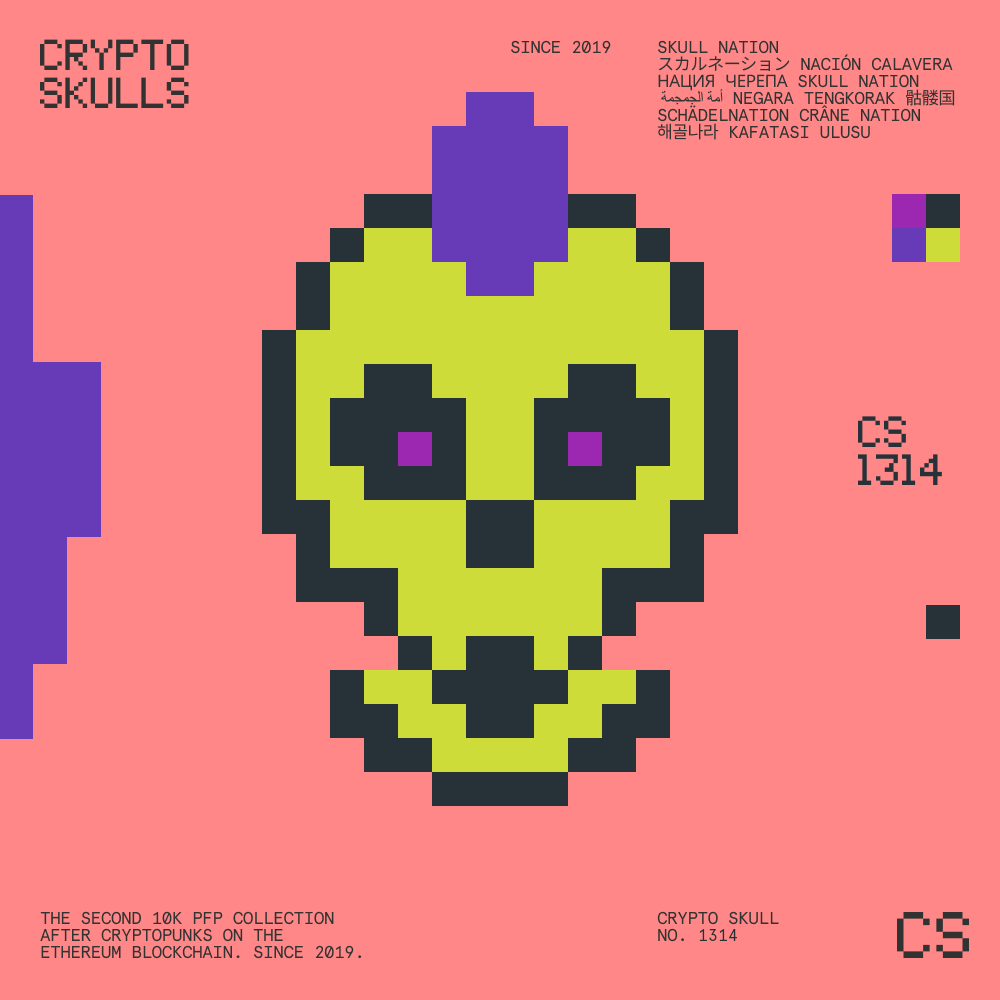 CRYPTO
SKULLS
SINCE 2019
SKULL NATION
スカルネーション NACIÓN CALAVERA
НАЦИЯ ЧЕРЕПА SKULL NATION
أمة الجمجمة NEGARA TENGKORAK 骷髅国
SCHÄDELNATION CRÂNE NATION
해골나라 KAFATASI ULUSU
CS
1314
THE SECOND 10K PFP COLLECTION
AFTER CRYPTOPUNKS ON THE
ETHEREUM BLOCKCHAIN. SINCE 2019.
CRYPTO SKULL
NO. 1314
CS